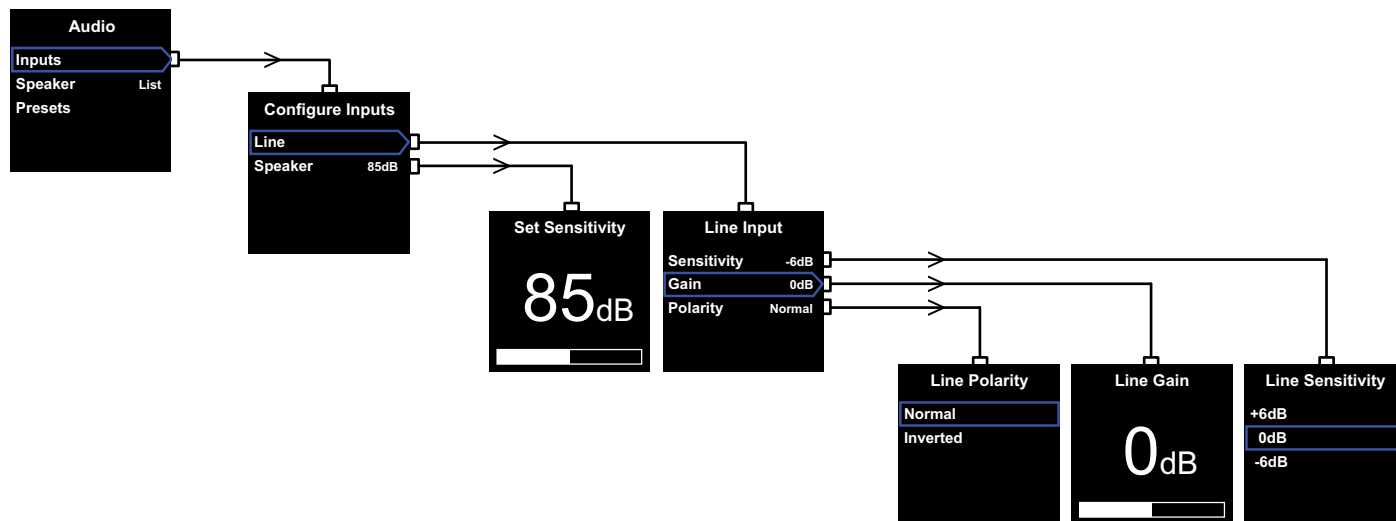 Audio
Inputs
Speaker List
Presets
Configure Inputs
Line
Speaker 85dB
Set Sensitivity
85dB
Line Input
Sensitivity -6dB
Gain 0dB
Polarity Normal
Line Polarity
Normal
Inverted
Line Gain
0dB
Line Sensitivity
+6dB
0dB
-6dB